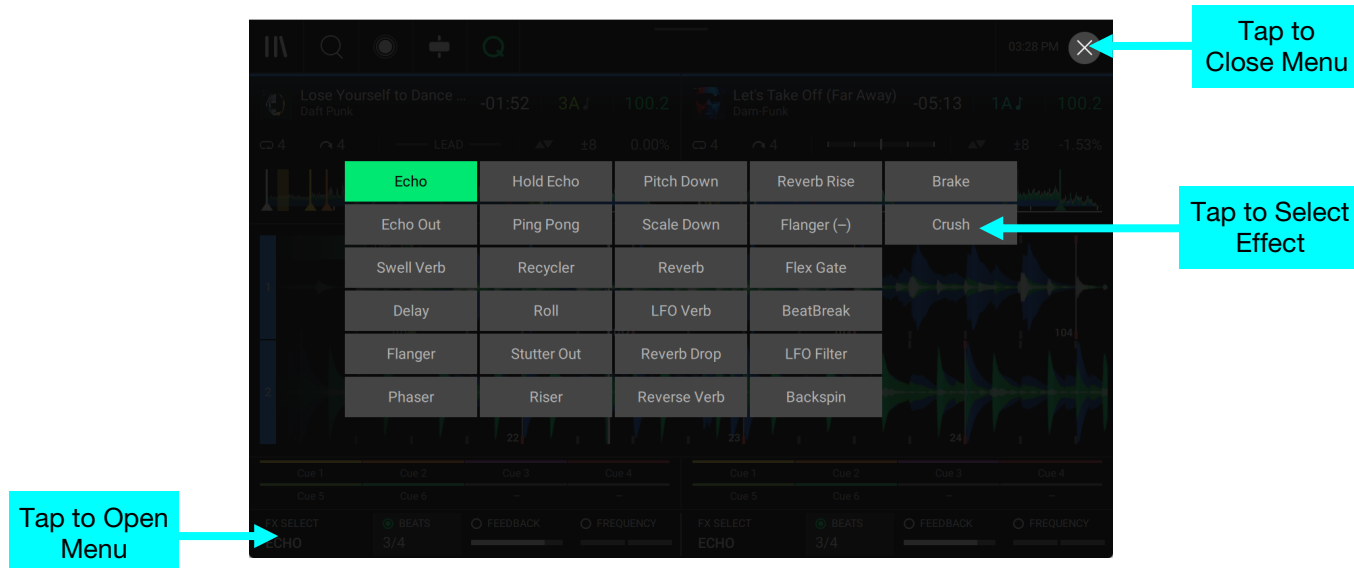 Tap to
Close Menu
03:28 PM
Lose Yourself to Dance ...
-01:52
3A
100.2
Daft Punk
Let's Take Off (Far Away)
-05:13
1A
100.2
Dam-Funk
4
4
LEAD
±8
0.00%
4
4
±8
-1.53%
Echo
Hold Echo
Pitch Down
Reverb Rise
Brake
Echo Out
Ping Pong
Scale Down
Flanger (–)
Crush
Tap to Select
Effect
Swell Verb
Recycler
Reverb
Flex Gate
1
Delay
Roll
LFO Verb
BeatBreak
104
Flanger
Stutter Out
Reverb Drop
LFO Filter
2
Phaser
Riser
Reverse Verb
Backspin
22
23
24
Cue 1
Cue 2
Cue 3
Cue 4
Cue 1
Cue 2
Cue 3
Cue 4
Cue 5
Cue 6
–
–
Cue 5
Cue 6
–
–
Tap to Open
Menu
FX SELECT
BEATS
FEEDBACK
FREQUENCY
FX SELECT
BEATS
FEEDBACK
FREQUENCY
ECHO
3/4
ECHO
3/4